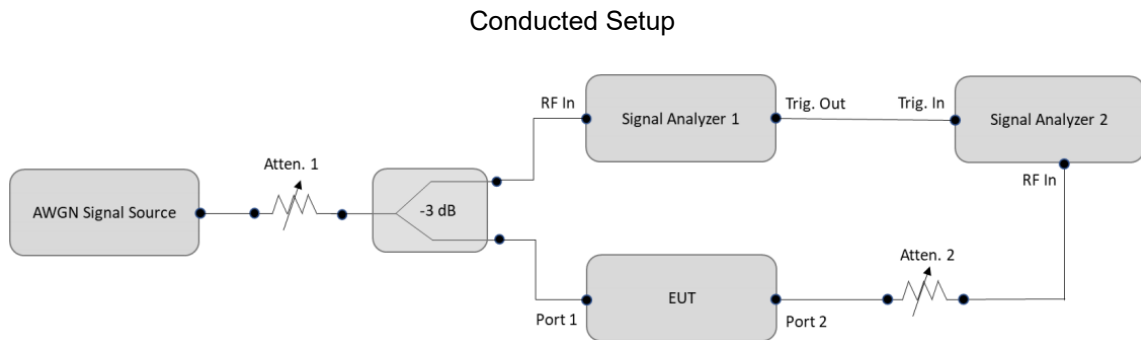 Conducted Setup
RF In
Signal Analyzer 1
Trig. Out
Trig. In
Signal Analyzer 2
RF In
AWGN Signal Source
Atten. 1
-3 dB
Port 1
EUT
Port 2
Atten. 2